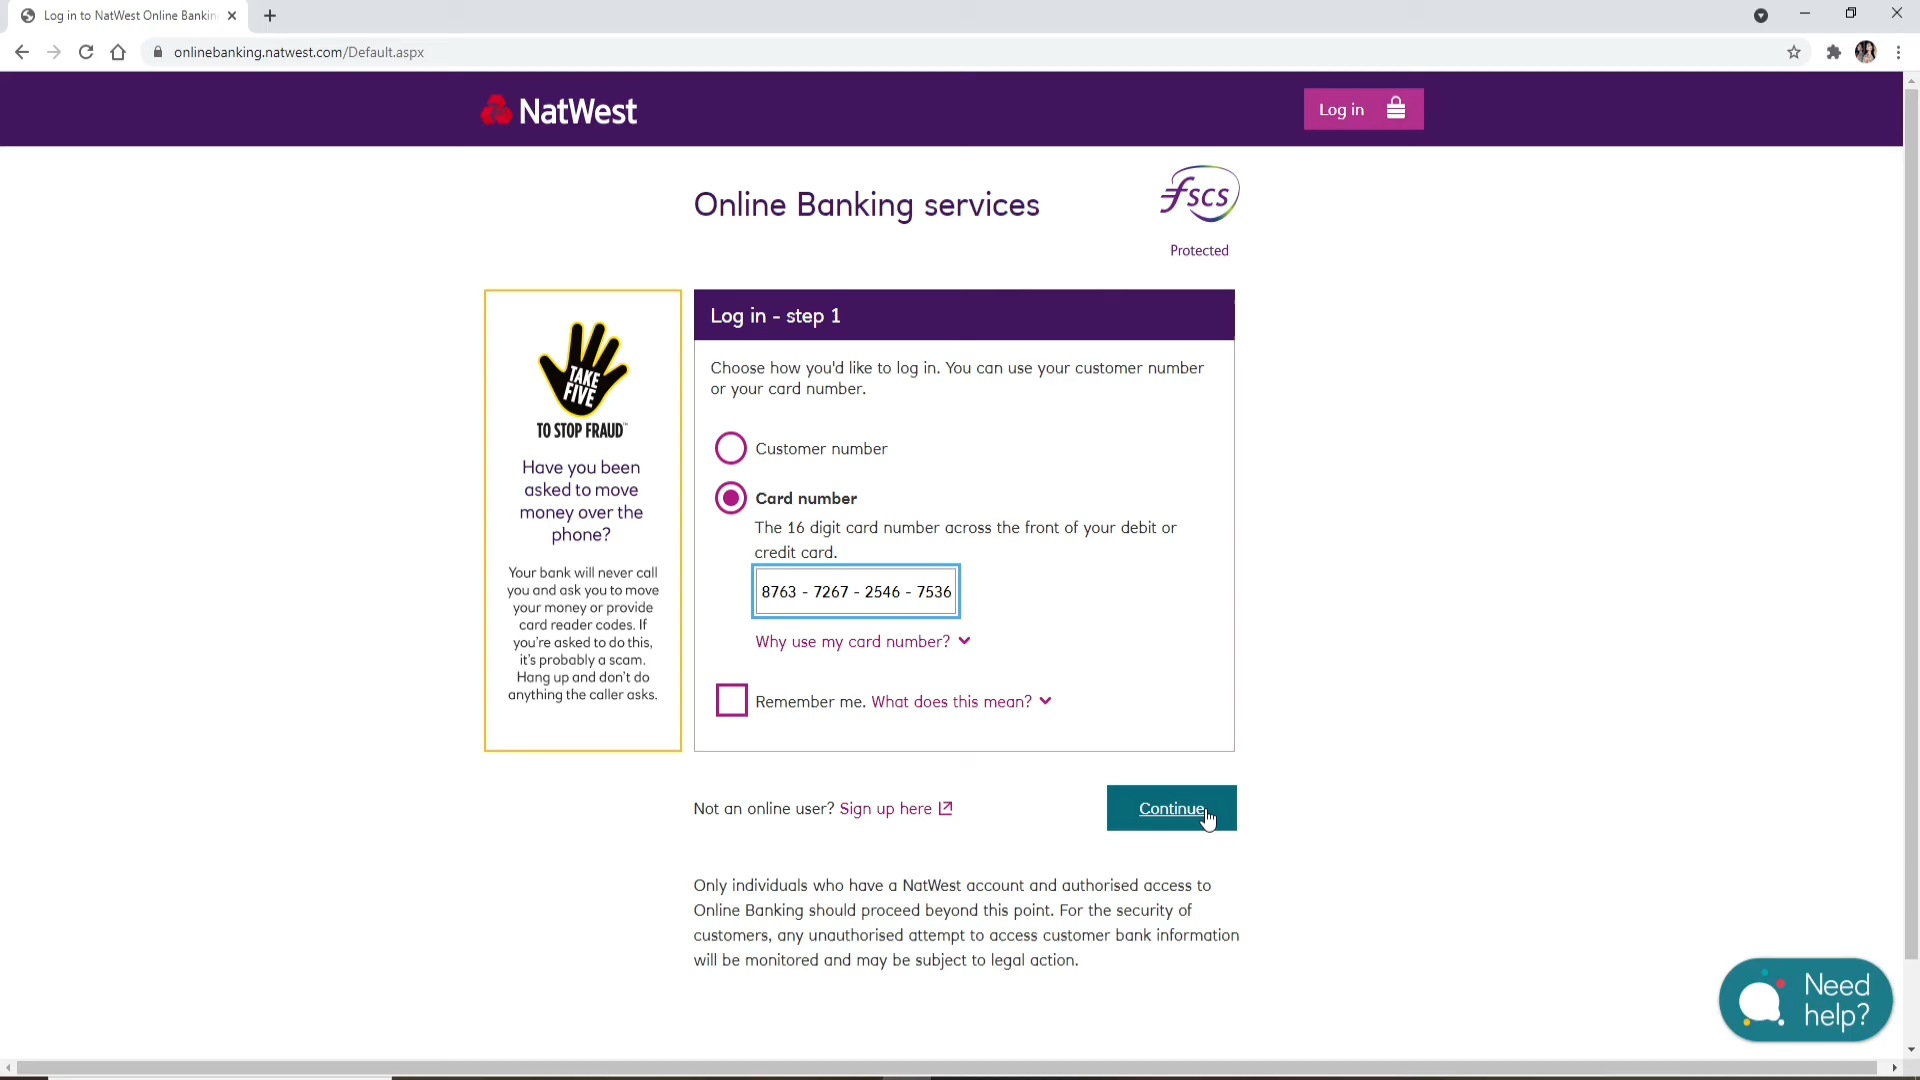 Log in to NatWest Online Bankin
onlinebanking.natwest.com/Default.aspx
NatWest
Log in
Online Banking services
fscs
Protected
TAKE
FIVE
TO STOP FRAUD™
Have you been
asked to move
money over the
phone?
Your bank will never call
you and ask you to move
your money or provide
card reader codes. If
you're asked to do this,
it's probably a scam.
Hang up and don't do
anything the caller asks.
Log in - step 1
Choose how you'd like to log in. You can use your customer number
or your card number.
Customer number
Card number
The 16 digit card number across the front of your debit or
credit card.
8763 - 7267 - 2546 - 7536
Why use my card number?
Remember me. What does this mean?
Not an online user? Sign up here
Continue
Only individuals who have a NatWest account and authorised access to
Online Banking should proceed beyond this point. For the security of
customers, any unauthorised attempt to access customer bank information
will be monitored and may be subject to legal action.
Need
help?